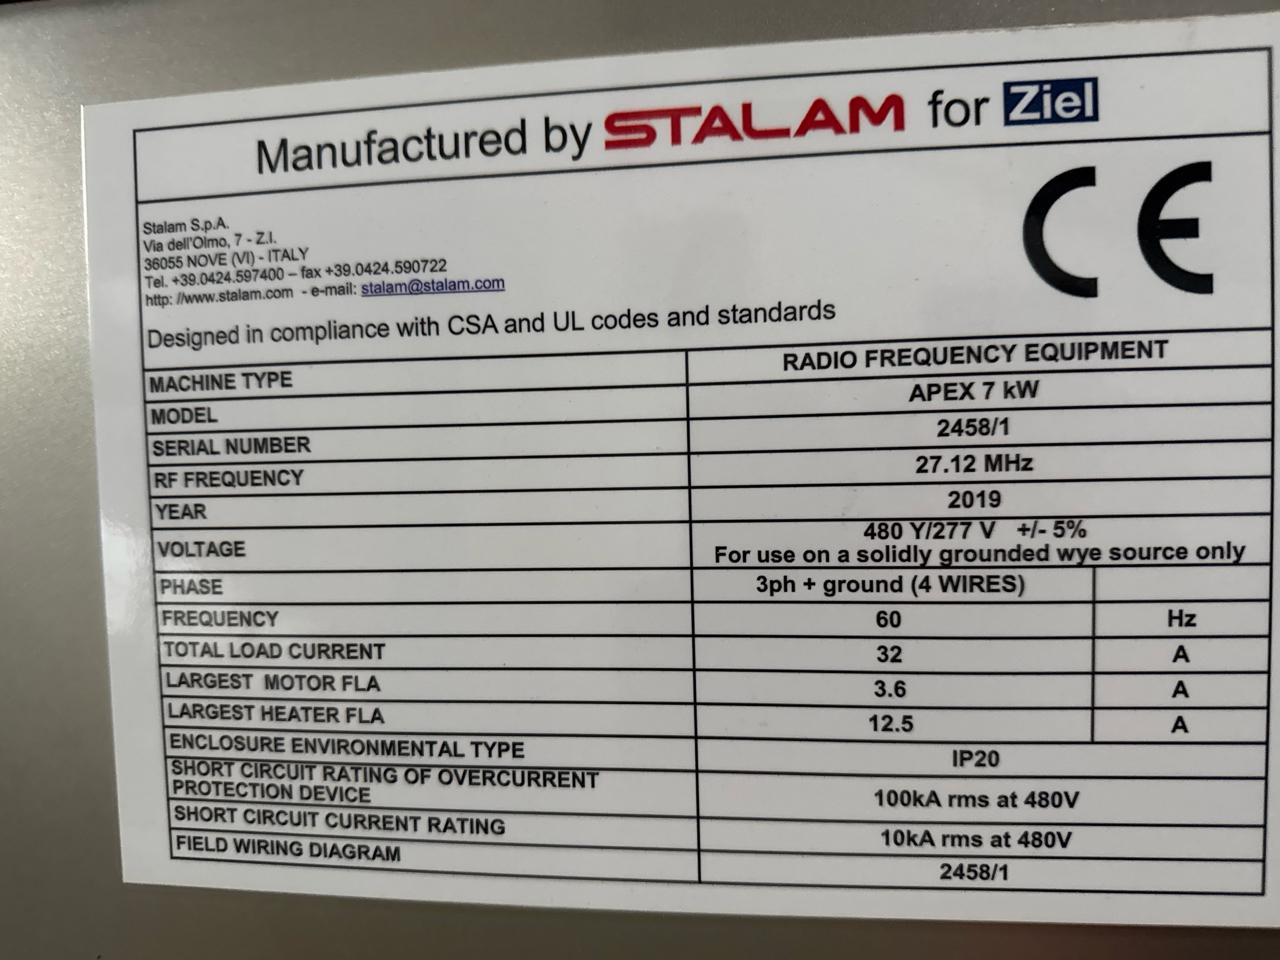 Manufactured by STALAM for Ziel
CE
Stalam S.p.A.
Via dell'Olmo, 7 - Z.I.
36055 NOVE (VI) - ITALY
Tel. +39.0424.597400 – fax +39.0424.590722
http: //www.stalam.com - e-mail: stalam@stalam.com
Designed in compliance with CSA and UL codes and standards
MACHINE TYPE RADIO FREQUENCY EQUIPMENT
MODEL APEX 7 kW
SERIAL NUMBER 2458/1
RF FREQUENCY 27.12 MHz
YEAR 2019
VOLTAGE 480 Y/277 V +/- 5%
For use on a solidly grounded wye source only
PHASE 3ph + ground (4 WIRES)
FREQUENCY 60 Hz
TOTAL LOAD CURRENT 32 A
LARGEST MOTOR FLA 3.6 A
LARGEST HEATER FLA 12.5 A
ENCLOSURE ENVIRONMENTAL TYPE IP20
SHORT CIRCUIT RATING OF OVERCURRENT
PROTECTION DEVICE 100kA rms at 480V
SHORT CIRCUIT CURRENT RATING 10kA rms at 480V
FIELD WIRING DIAGRAM 2458/1